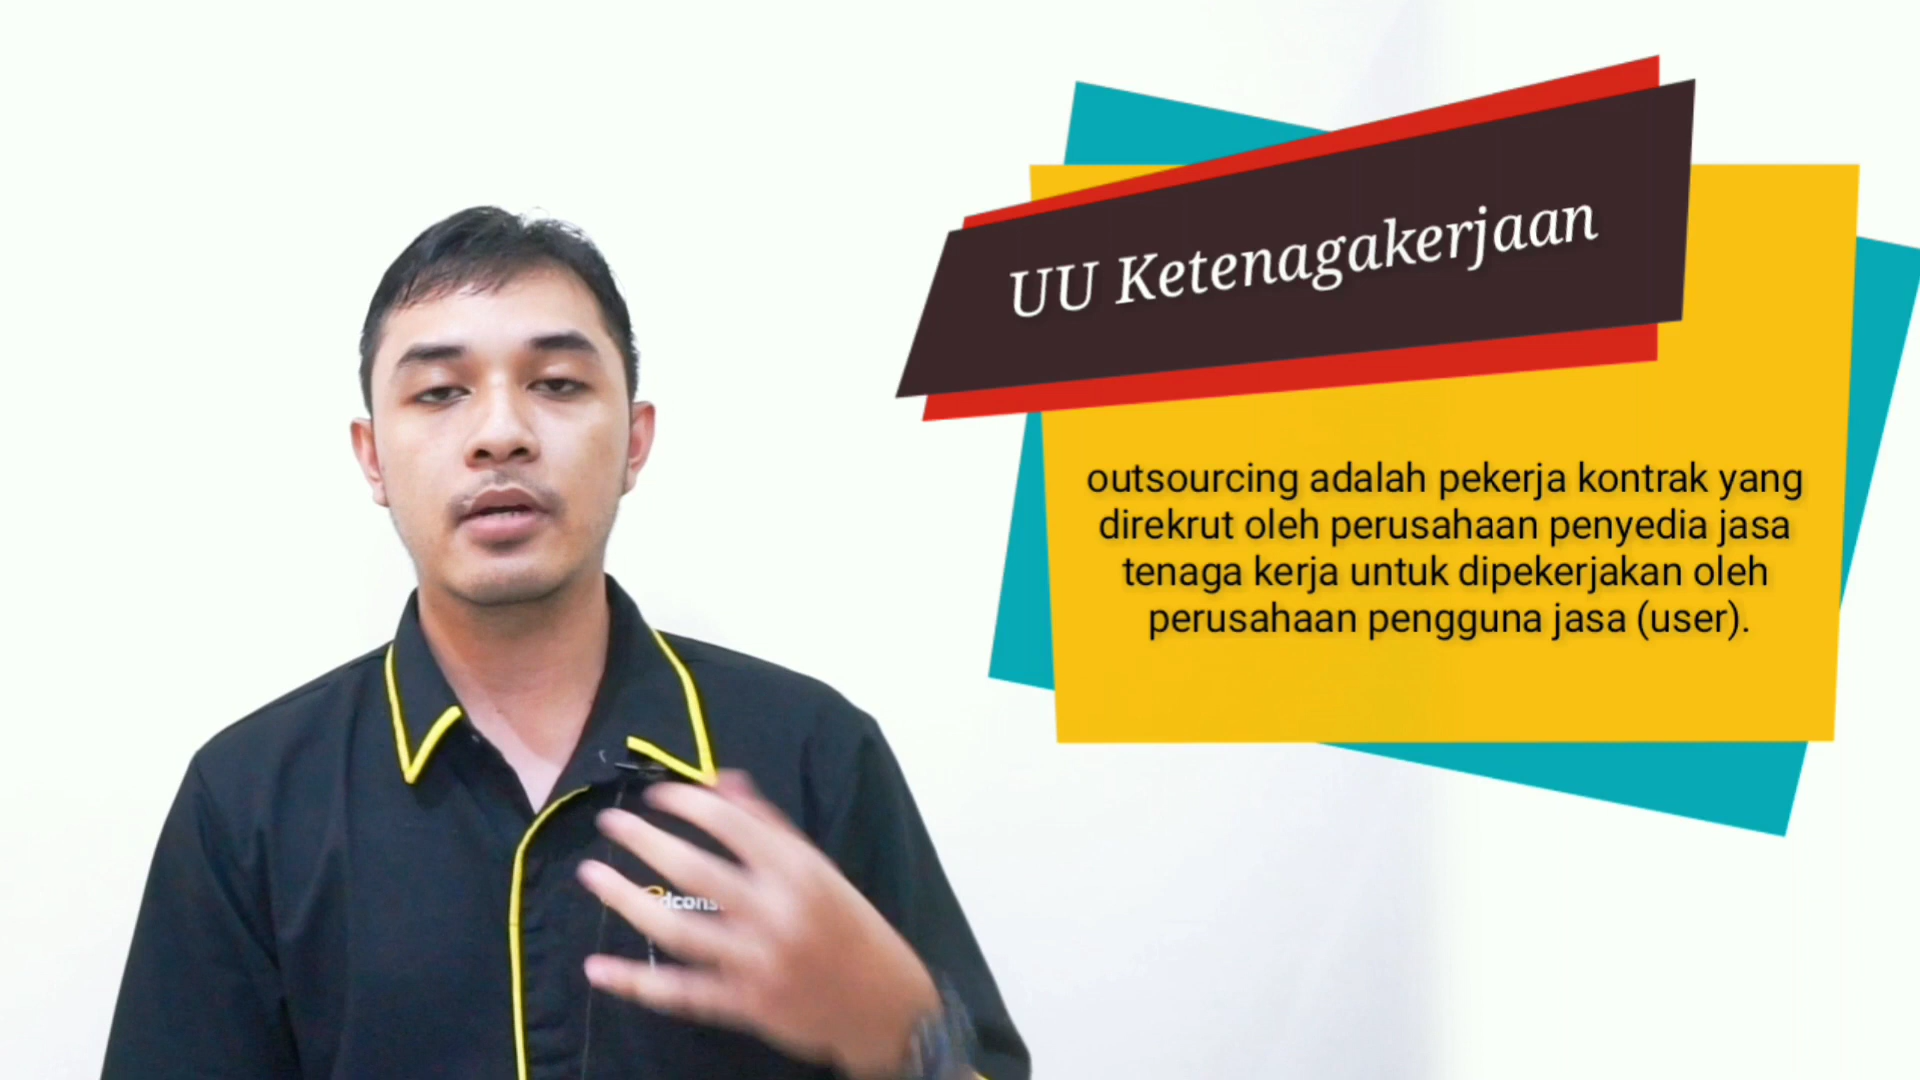 UU Ketenagakerjaan
outsourcing adalah pekerja kontrak yang
direkrut oleh perusahaan penyedia jasa
tenaga kerja untuk dipekerjakan oleh
perusahaan pengguna jasa (user).